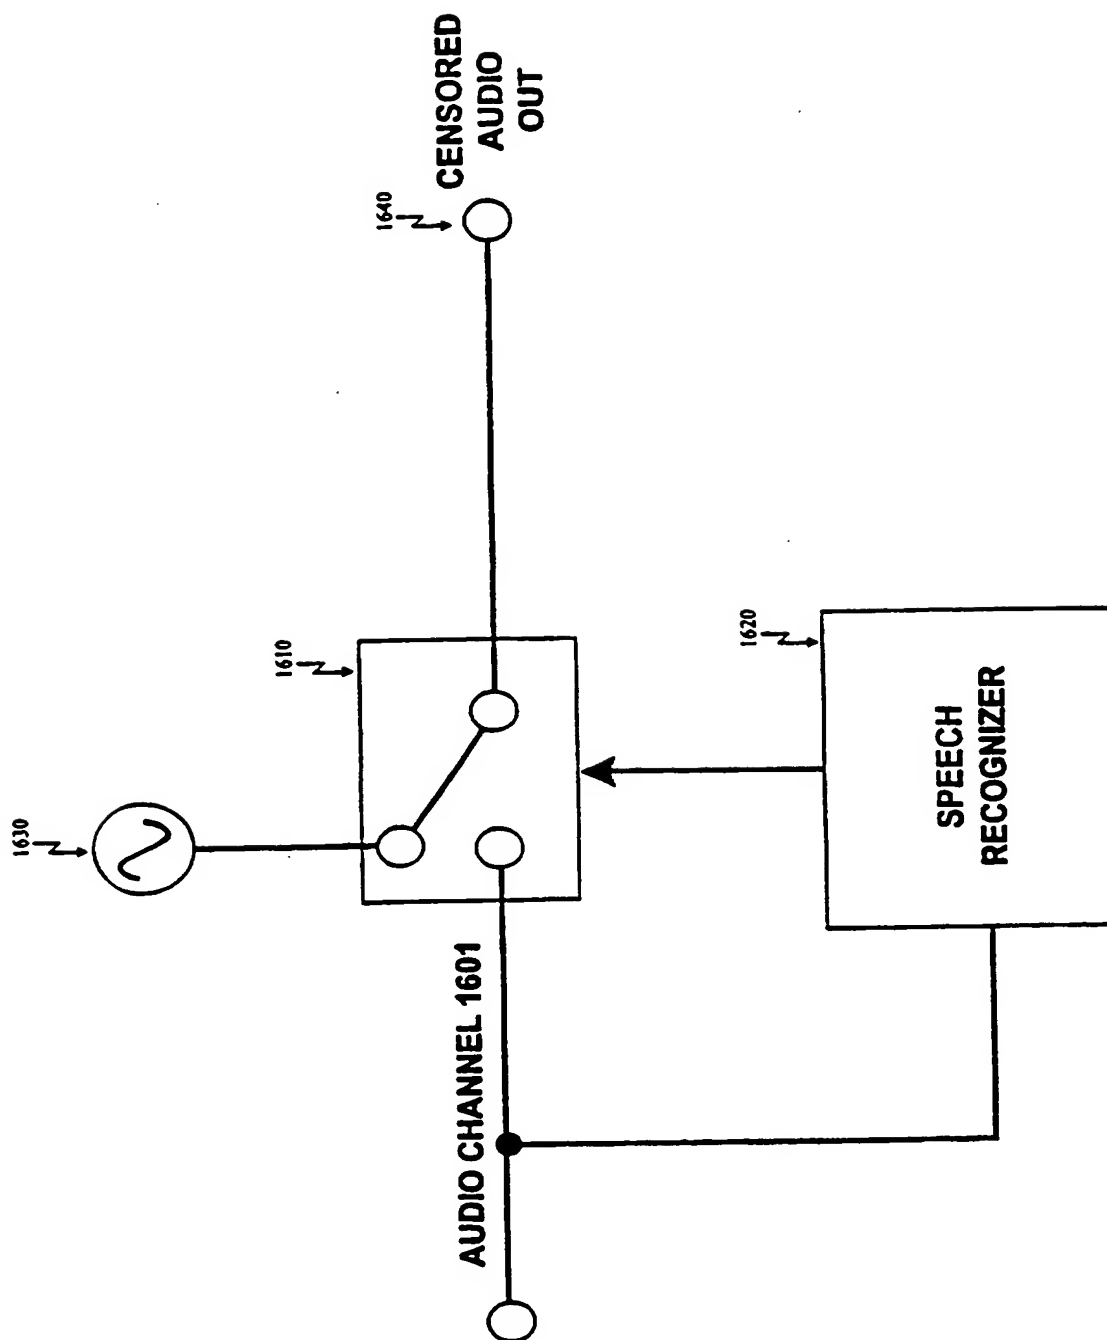 1630
1610
1640
CENSORED
AUDIO
OUT
AUDIO CHANNEL 1601
1620
SPEECH
RECOGNIZER